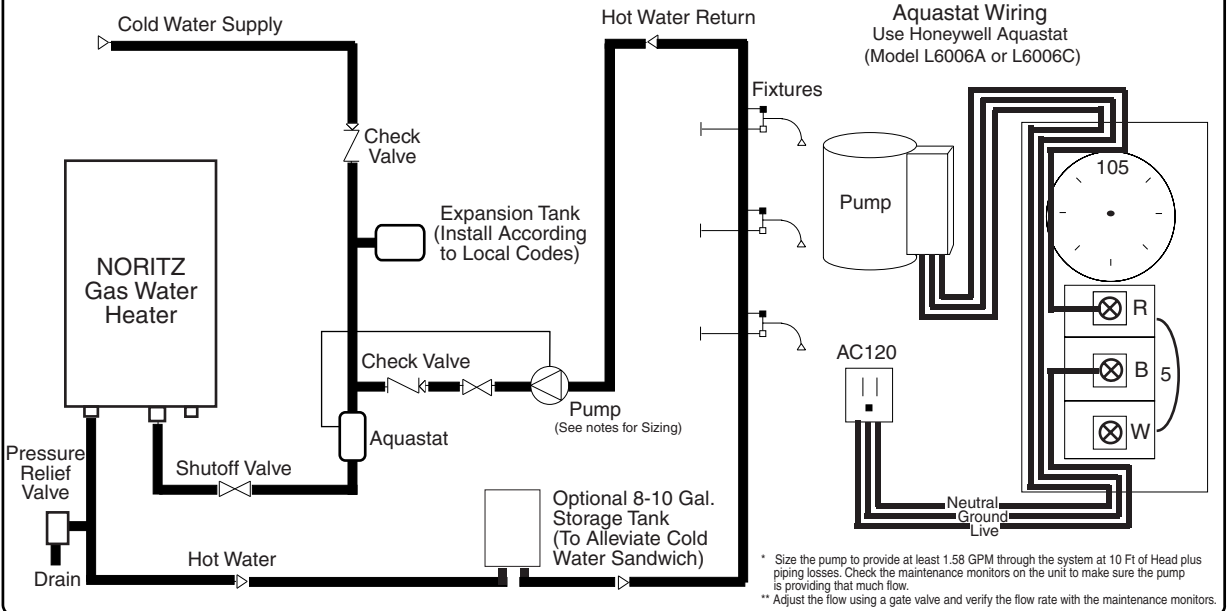 Cold Water Supply
Hot Water Return
Aquastat Wiring
Use Honeywell Aquastat
(Model L6006A or L6006C)
Fixtures
Check
Valve
Expansion Tank
(Install According
to Local Codes)
NORITZ
Gas Water
Heater
Check Valve
Pump
(See notes for Sizing)
Aquastat
Pressure
Relief
Valve
Shutoff Valve
Drain
Hot Water
Optional 8-10 Gal.
Storage Tank
(To Alleviate Cold
Water Sandwich)
Pump
105
R
B
5
W
AC120
Neutral
Ground
Live
* Size the pump to provide at least 1.58 GPM through the system at 10 Ft of Head plus
piping losses. Check the maintenance monitors on the unit to make sure the pump
is providing that much flow.
** Adjust the flow using a gate valve and verify the flow rate with the maintenance monitors.